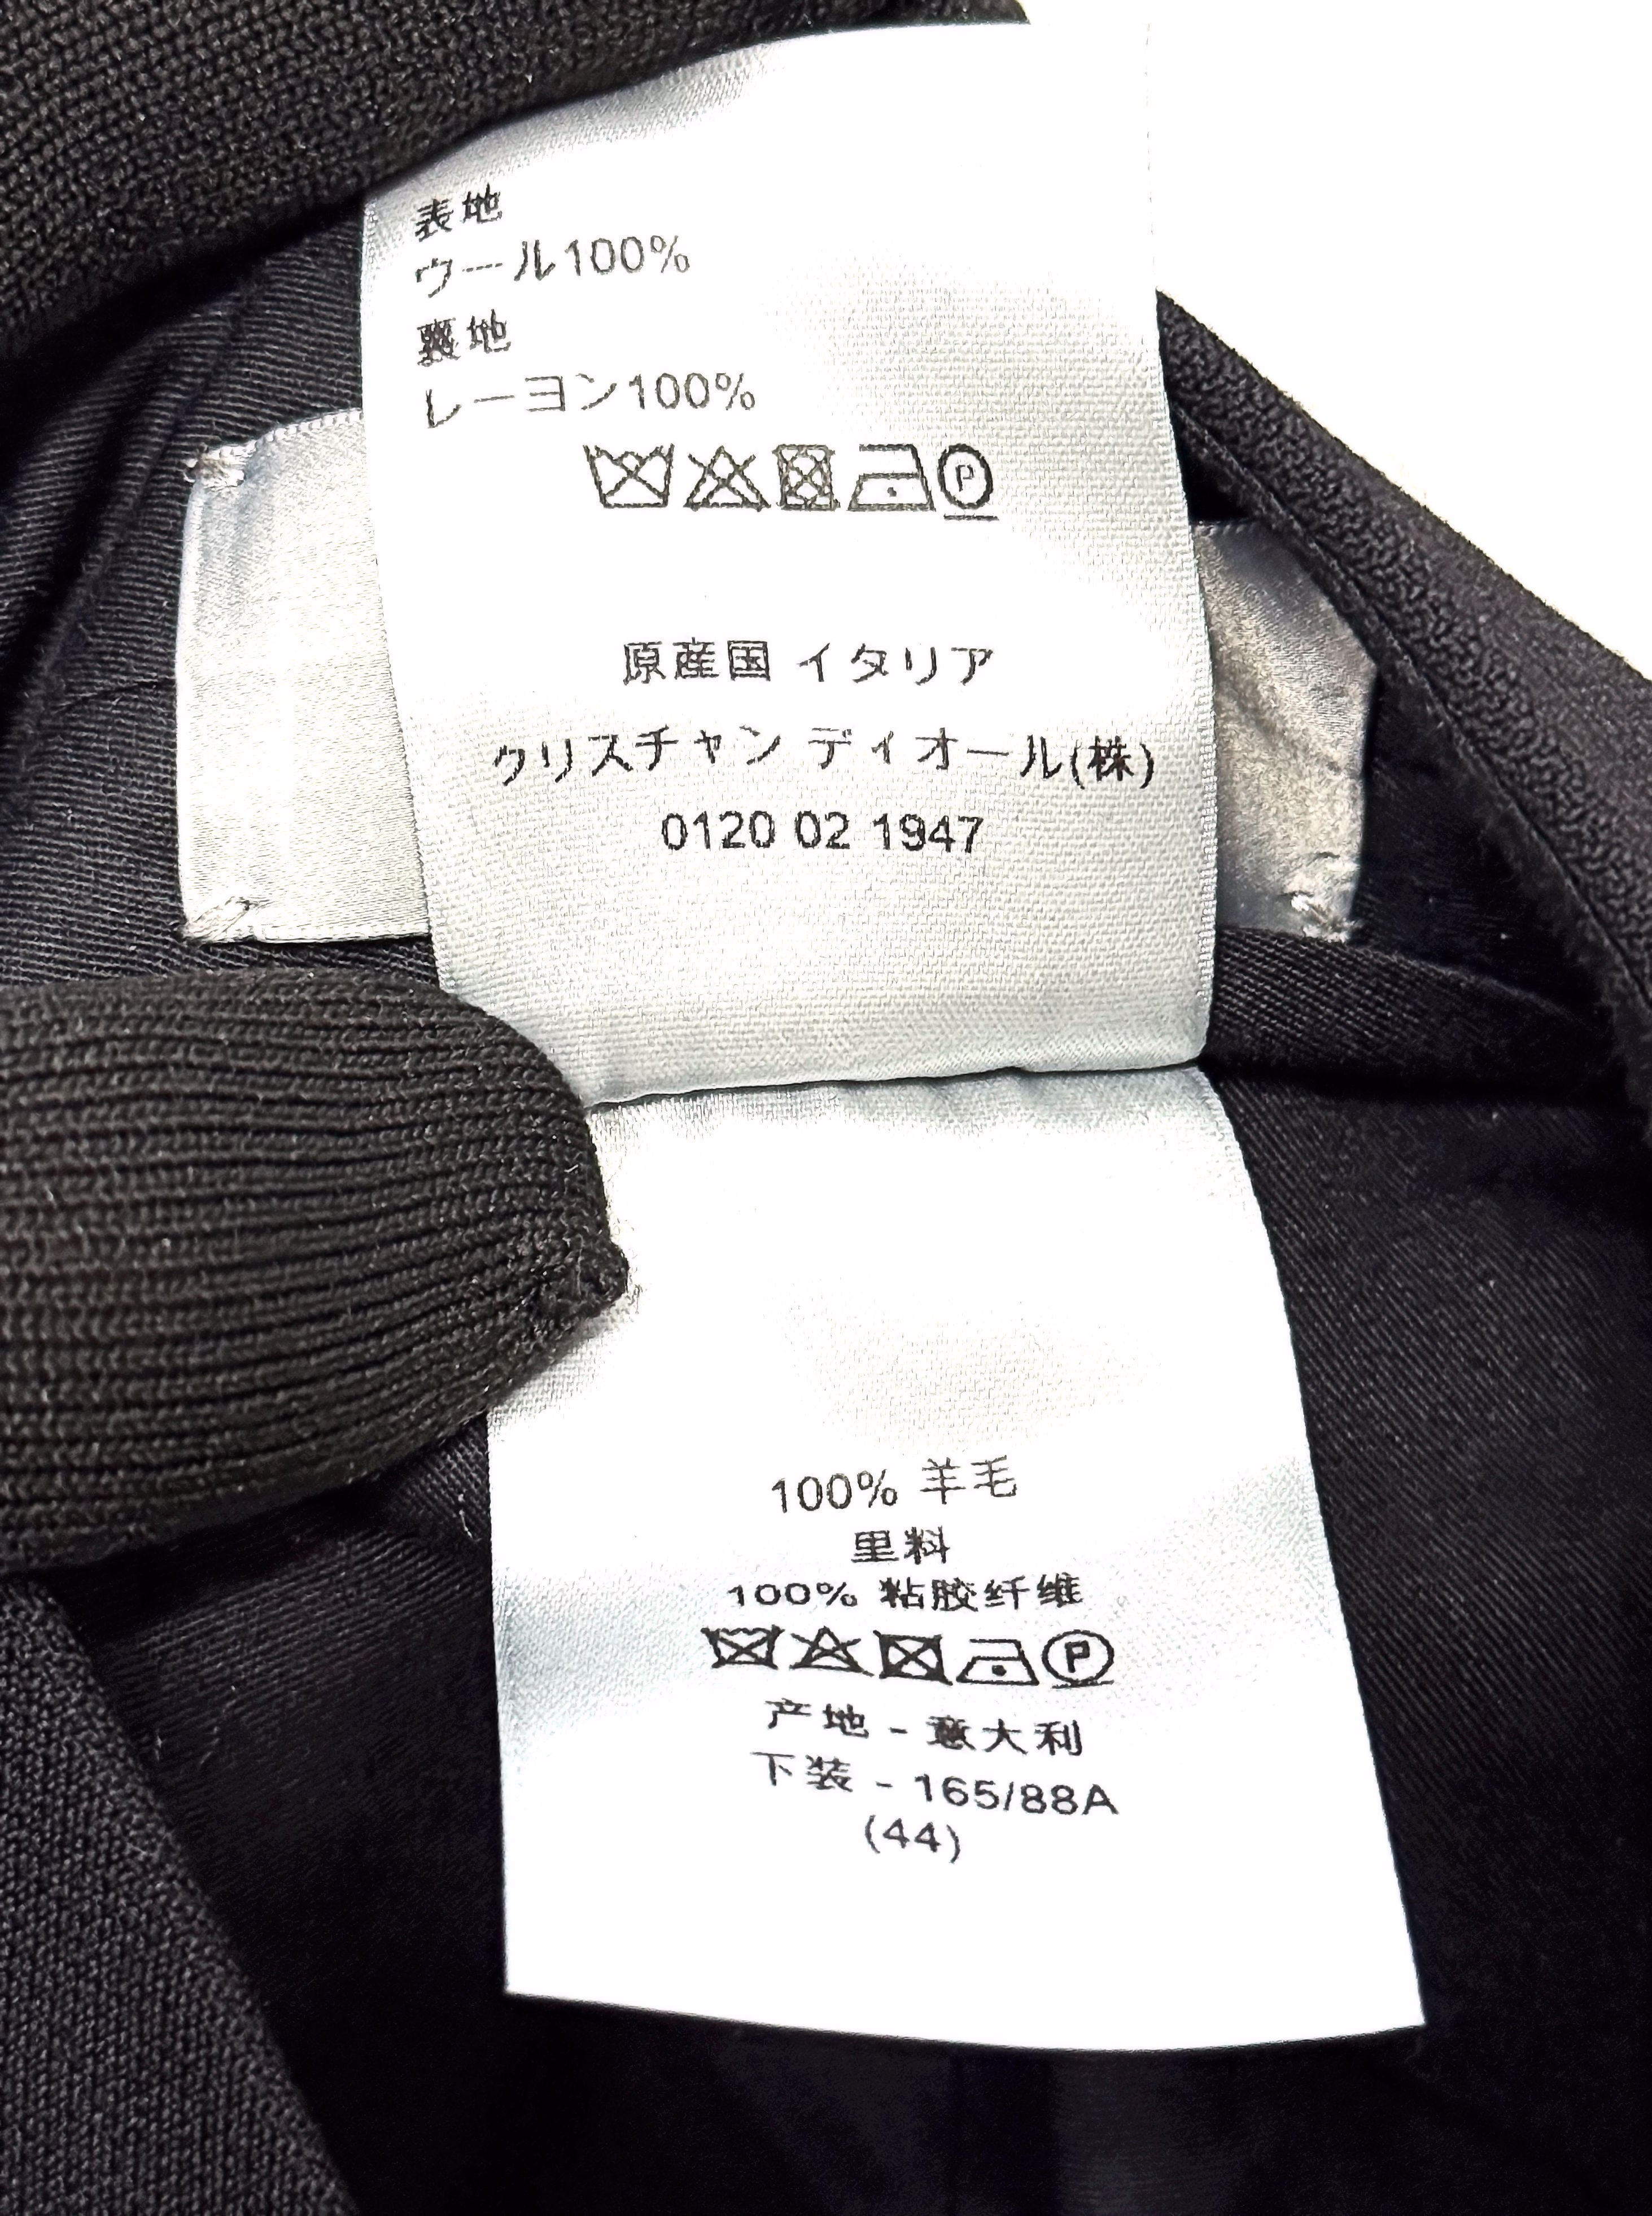 表地
ウール100%
裏地
レーヨン100%
P
原産国 イタリア
クリスチャン ディオール(株)
0120 02 1947
100% 羊毛
里料
100% 粘胶纤维
P
产地 - 意大利
下装 - 165/88A
(44)